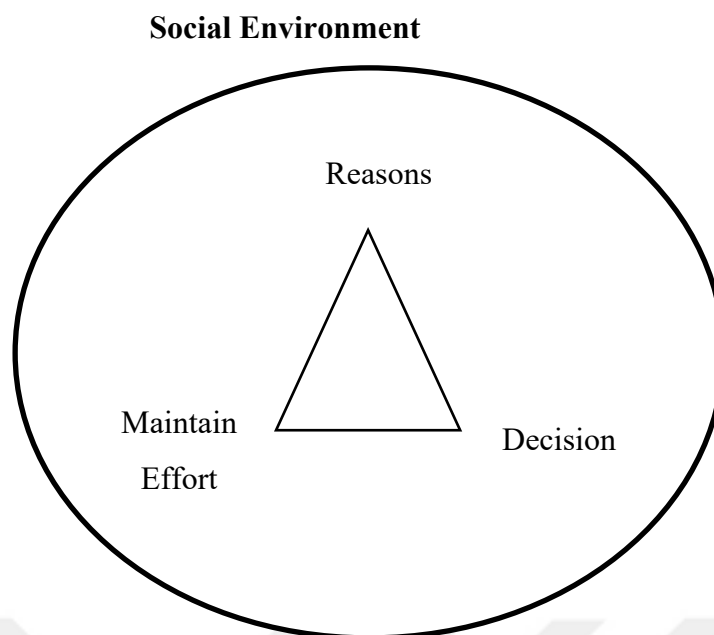 Social Environment
Reasons
Maintain
Effort
Decision